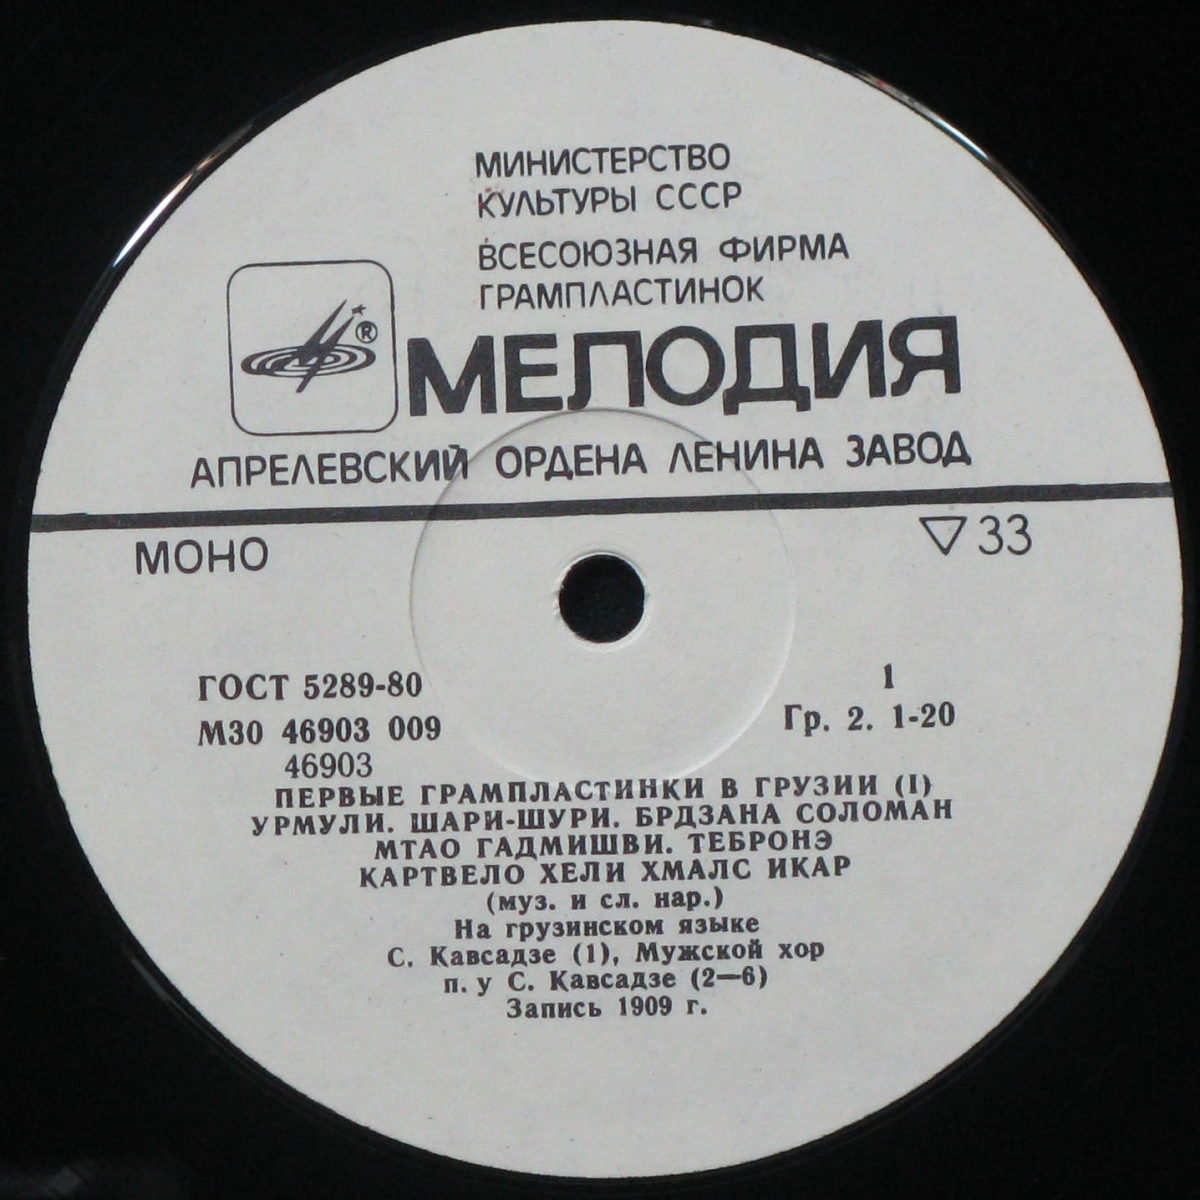 МИНИСТЕРСТВО
КУЛЬТУРЫ СССР
ВСЕСОЮЗНАЯ ФИРМА
ГРАМПЛАСТИНОК
®
МЕЛОДИЯ
АПРЕЛЕВСКИЙ ОРДЕНА ЛЕНИНА ЗАВОД
МОНО
▽33
ГОСТ 5289-80
1
М30 46903 009
Гр. 2. 1-20
46903
ПЕРВЫЕ ГРАМПЛАСТИНКИ В ГРУЗИИ (I)
УРМУЛИ. ШАРИ-ШУРИ. БРДЗАНА СОЛОМАН
МТАО ГАДМИШВИ. ТЕБРОНЭ
КАРТВЕЛО ХЕЛИ ХМАЛС ИКАР
(муз. и сл. нар.)
На грузинском языке
С. Кавсадзе (1), Мужской хор
п. у С. Кавсадзе (2—6)
Запись 1909 г.